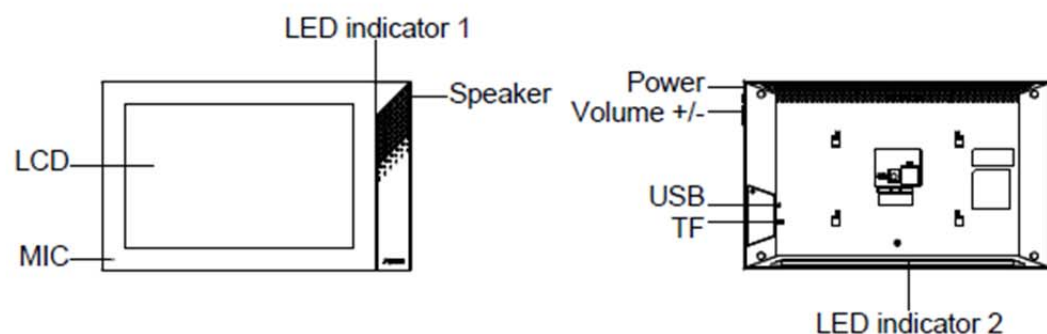 LED indicator 1
Speaker
LCD
MIC
Power
Volume +/-
USB
TF
LED indicator 2